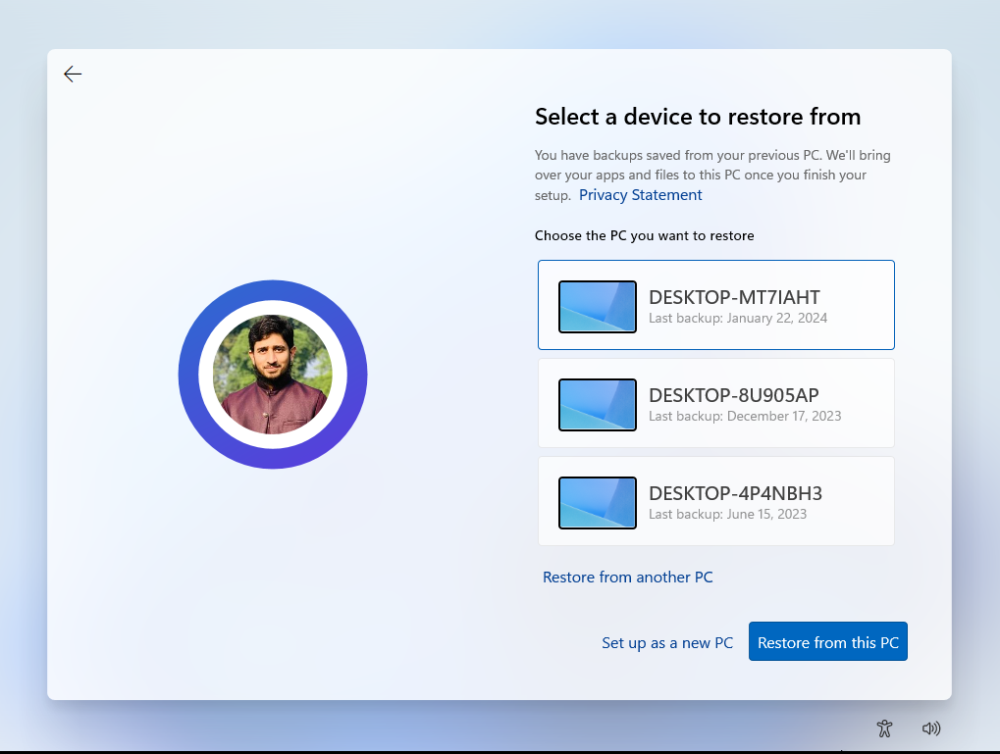 Select a device to restore from
You have backups saved from your previous PC. We'll bring
over your apps and files to this PC once you finish your
setup. Privacy Statement
Choose the PC you want to restore
DESKTOP-MT7IAHT
Last backup: January 22, 2024
DESKTOP-8U905AP
Last backup: December 17, 2023
DESKTOP-4P4NBH3
Last backup: June 15, 2023
Restore from another PC
Set up as a new PC
Restore from this PC